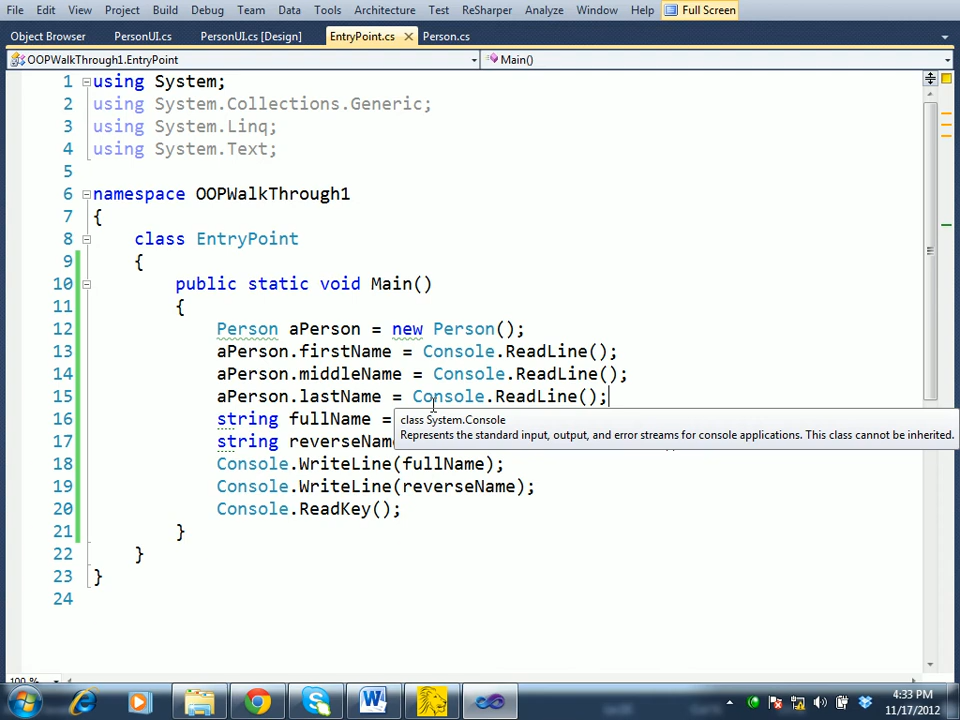 File Edit View Project Build Debug Team Data Tools Architecture Test ReSharper Analyze Window Help Full Screen
Object Browser PersonUI.cs PersonUI.cs [Design] EntryPoint.cs Person.cs
OOPWalkThrough1.EntryPoint Main()
1 using System;
2 using System.Collections.Generic;
3 using System.Linq;
4 using System.Text;
5
6 namespace OOPWalkThrough1
7 {
8 class EntryPoint
9 {
10 public static void Main()
11 {
12 Person aPerson = new Person();
13 aPerson.firstName = Console.ReadLine();
14 aPerson.middleName = Console.ReadLine();
15 aPerson.lastName = Console.ReadLine();
16 string fullName =
class System.Console
Represents the standard input, output, and error streams for console applications. This class cannot be inherited.
17 string reverseName
18 Console.WriteLine(fullName);
19 Console.WriteLine(reverseName);
20 Console.ReadKey();
21 }
22 }
23 }
24
100 %
4:33 PM
11/17/2012